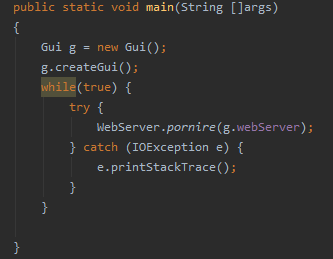 public static void main(String []args)
{
Gui g = new Gui();
g.createGui();
while(true) {
try {
WebServer.pornire(g.webServer);
} catch (IOException e) {
e.printStackTrace();
}
}
}